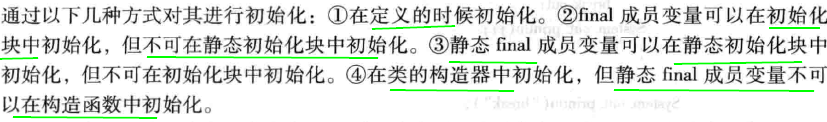 通过以下几种方式对其进行初始化：①在定义的时候初始化。②final 成员变量可以在初始化
块中初始化，但不可在静态初始化块中初始化。③静态 final 成员变量可以在静态初始化块中
初始化，但不可在初始化块中初始化。④在类的构造器中初始化，但静态 final 成员变量不可
以在构造函数中初始化。